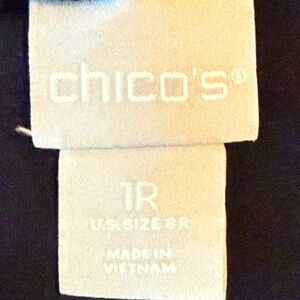 chico's®
1R
U.S. SIZE 8R
MADE IN
VIETNAM